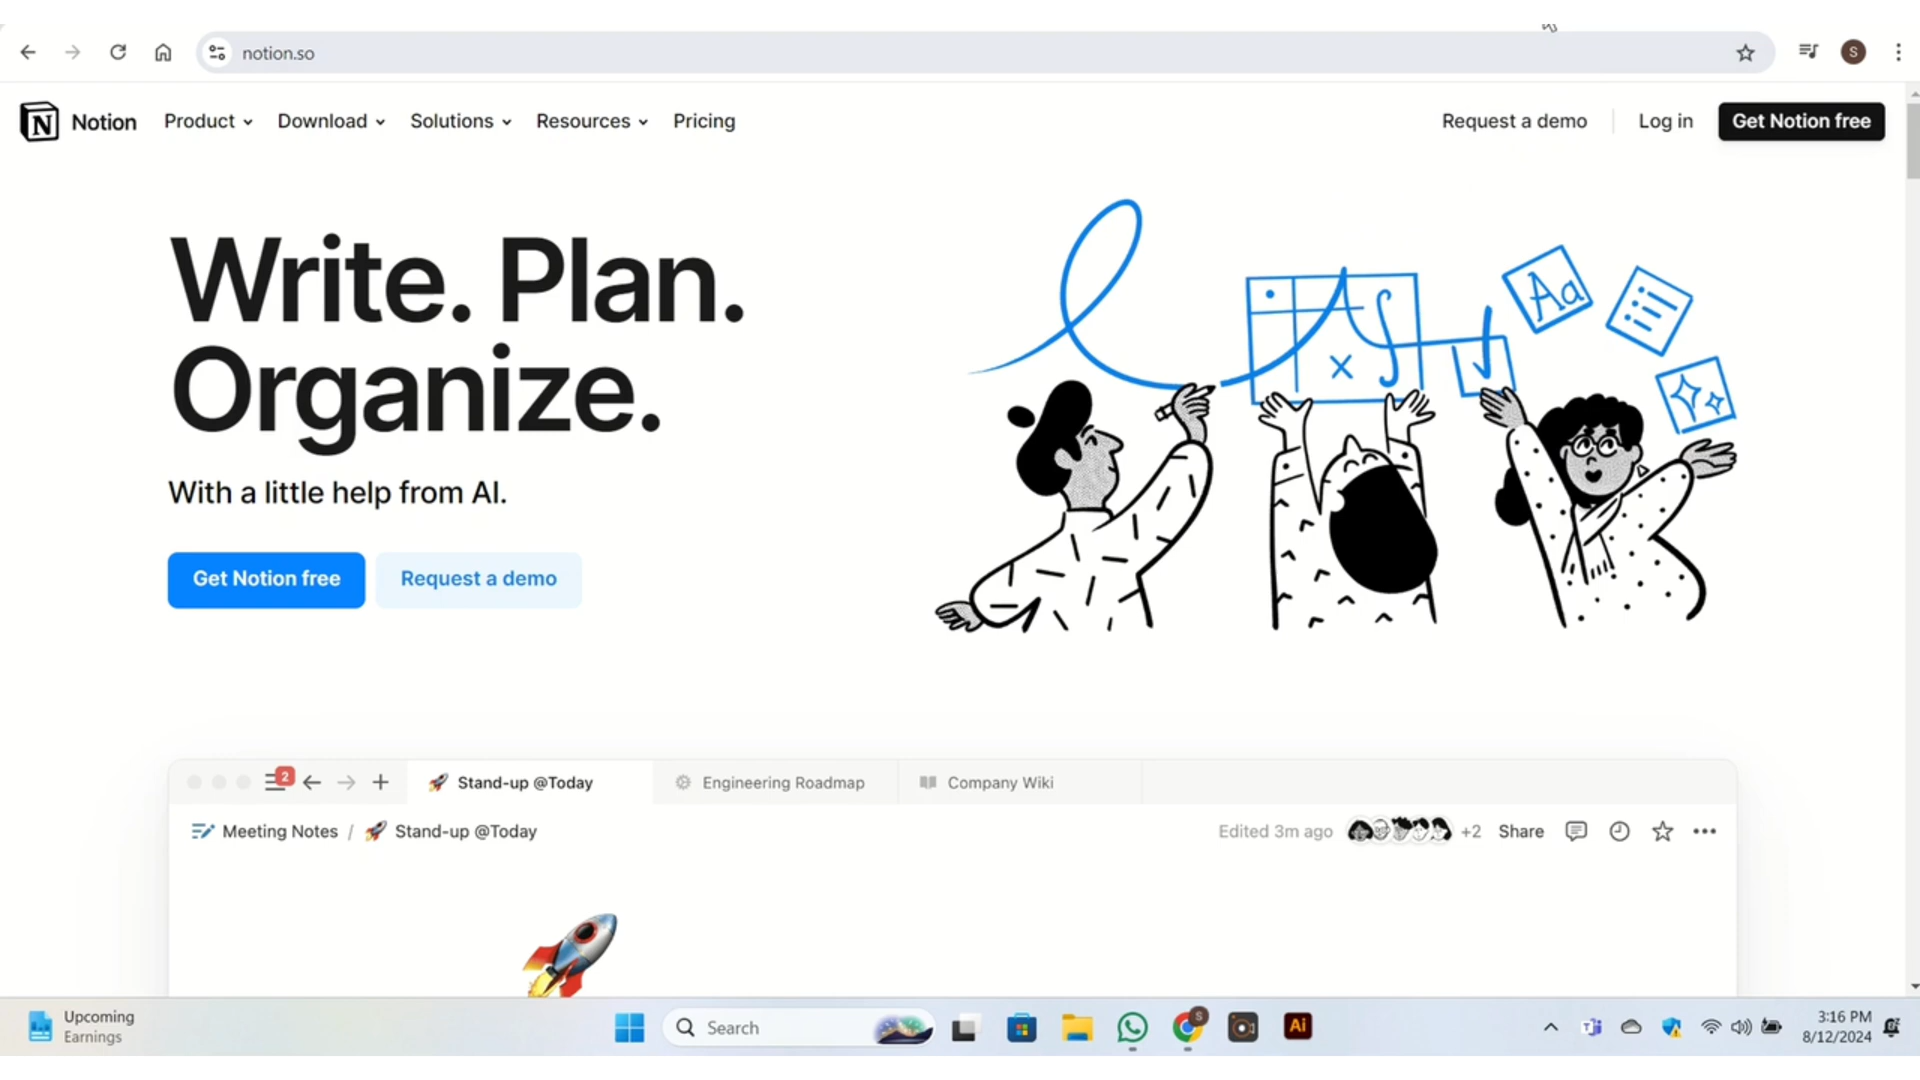 notion.so
S
N Notion Product Download Solutions Resources Pricing Request a demo Log in Get Notion free
Write. Plan.
Organize.
With a little help from AI.
Get Notion free Request a demo
Aa
x
2 Stand-up @Today Engineering Roadmap Company Wiki
Meeting Notes / Stand-up @Today Edited 3m ago +2 Share
Upcoming
Earnings
Search
S
Ai
3:16 PM
8/12/2024